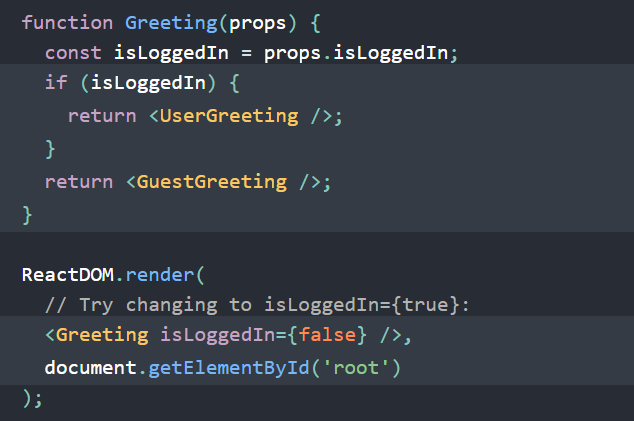 function Greeting(props) {
  const isLoggedIn = props.isLoggedIn;
  if (isLoggedIn) {
    return <UserGreeting />;
  }
  return <GuestGreeting />;
}

ReactDOM.render(
  // Try changing to isLoggedIn={true}:
  <Greeting isLoggedIn={false} />,
  document.getElementById('root')
);